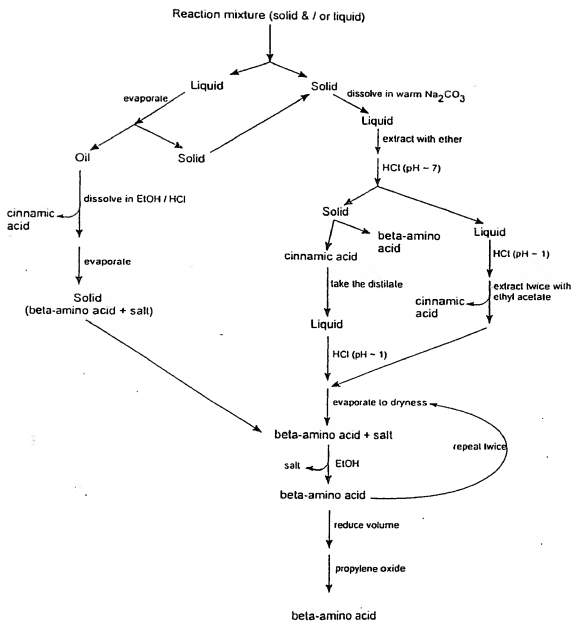 Reaction mixture (solid & / or liquid)
Liquid
Solid
dissolve in warm Na2CO3
evaporate
Liquid
extract with ether
Oil
Solid
HCl (pH ~ 7)
dissolve in EtOH / HCl
cinnamic
acid
Solid
beta-amino
acid
Liquid
cinnamic acid
HCl (pH ~ 1)
evaporate
take the distilate
extract twice with
ethyl acetate
cinnamic
acid
Solid
(beta-amino acid + salt)
Liquid
HCl (pH ~ 1)
evaporate to dryness
beta-amino acid + salt
repeal twice
salt
EtOH
beta-amino acid
reduce volume
propylene oxide
beta-amino acid